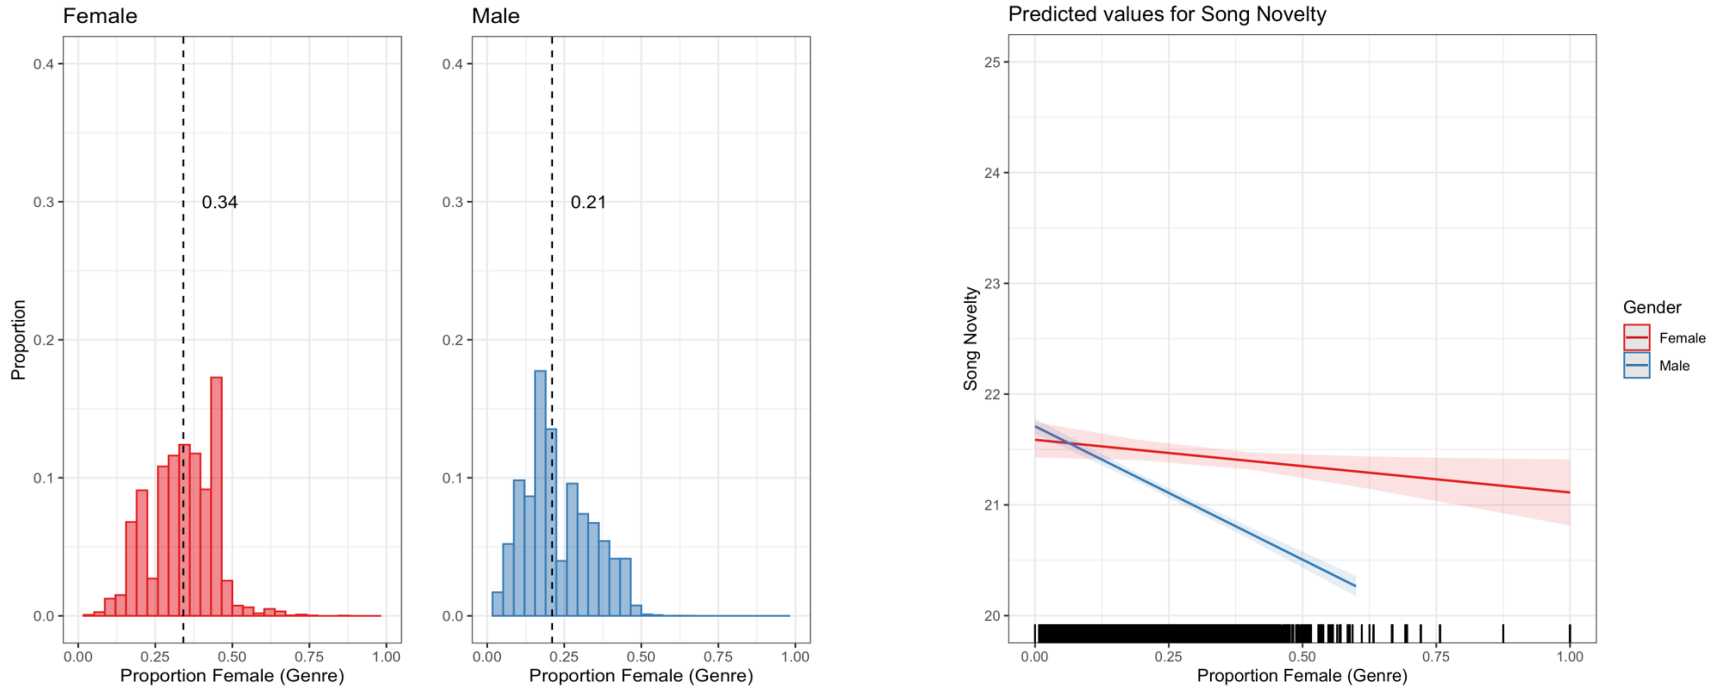 Female
0.4
0.3
0.2
0.1
0.0
Proportion
0.34
0.00 0.25 0.50 0.75 1.00
Proportion Female (Genre)
Male
0.4
0.3
0.2
0.1
0.0
0.21
0.00 0.25 0.50 0.75 1.00
Proportion Female (Genre)
Predicted values for Song Novelty
25
24
23
22
21
20
Song Novelty
0.00 0.25 0.50 0.75 1.00
Proportion Female (Genre)
Gender
Female
Male